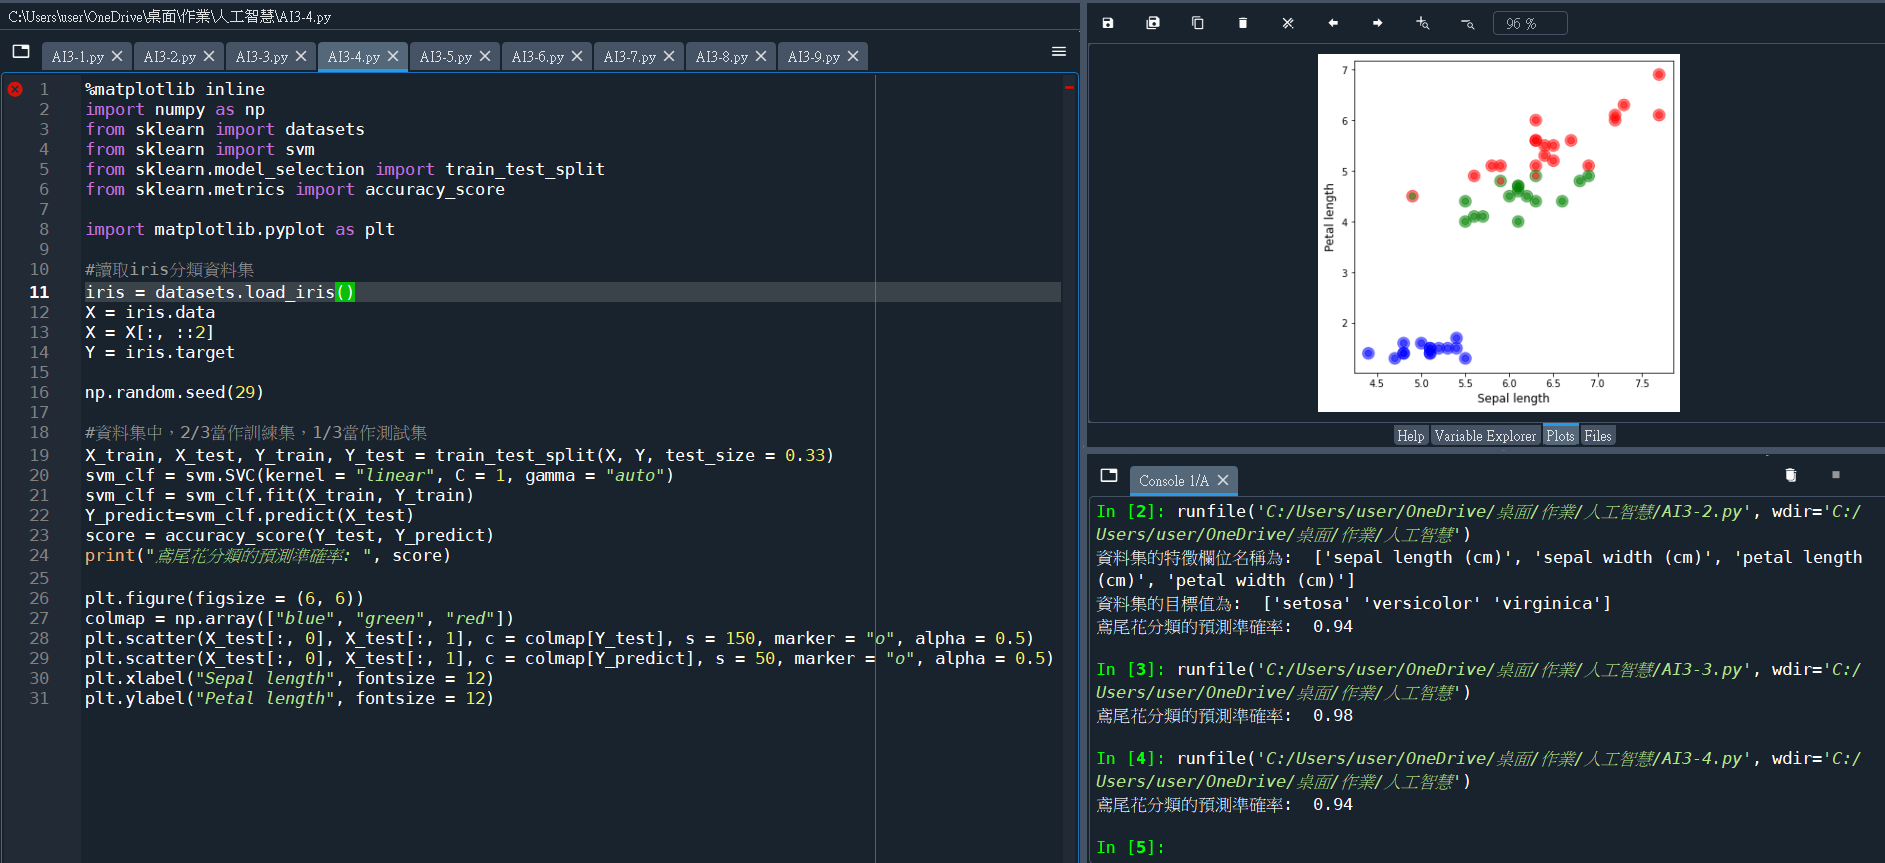 C:\Users\user\OneDrive\桌面\作業\人工智慧\AI3-4.py
AI3-1.py AI3-2.py AI3-3.py AI3-4.py AI3-5.py AI3-6.py AI3-7.py AI3-8.py AI3-9.py
1 %matplotlib inline
2 import numpy as np
3 from sklearn import datasets
4 from sklearn import svm
5 from sklearn.model_selection import train_test_split
6 from sklearn.metrics import accuracy_score
7
8 import matplotlib.pyplot as plt
9
10 #讀取iris分類資料集
11 iris = datasets.load_iris()
12 X = iris.data
13 X = X[:, ::2]
14 Y = iris.target
15
16 np.random.seed(29)
17
18 #資料集中，2/3當作訓練集，1/3當作測試集
19 X_train, X_test, Y_train, Y_test = train_test_split(X, Y, test_size = 0.33)
20 svm_clf = svm.SVC(kernel = "linear", C = 1, gamma = "auto")
21 svm_clf = svm_clf.fit(X_train, Y_train)
22 Y_predict=svm_clf.predict(X_test)
23 score = accuracy_score(Y_test, Y_predict)
24 print("鳶尾花分類的預測準確率: ", score)
25
26 plt.figure(figsize = (6, 6))
27 colmap = np.array(["blue", "green", "red"])
28 plt.scatter(X_test[:, 0], X_test[:, 1], c = colmap[Y_test], s = 150, marker = "o", alpha = 0.5)
29 plt.scatter(X_test[:, 0], X_test[:, 1], c = colmap[Y_predict], s = 50, marker = "o", alpha = 0.5)
30 plt.xlabel("Sepal length", fontsize = 12)
31 plt.ylabel("Petal length", fontsize = 12)
96 %
7
6
5
4
3
2
Petal length
4.5 5.0 5.5 6.0 6.5 7.0 7.5
Sepal length
Help Variable Explorer Plots Files
Console 1/A
In [2]: runfile('C:/Users/user/OneDrive/桌面/作業/人工智慧/AI3-2.py', wdir='C:/
Users/user/OneDrive/桌面/作業/人工智慧')
資料集的特徵欄位名稱為:  ['sepal length (cm)', 'sepal width (cm)', 'petal length
(cm)', 'petal width (cm)']
資料集的目標值為:  ['setosa' 'versicolor' 'virginica']
鳶尾花分類的預測準確率:  0.94
In [3]: runfile('C:/Users/user/OneDrive/桌面/作業/人工智慧/AI3-3.py', wdir='C:/
Users/user/OneDrive/桌面/作業/人工智慧')
鳶尾花分類的預測準確率:  0.98
In [4]: runfile('C:/Users/user/OneDrive/桌面/作業/人工智慧/AI3-4.py', wdir='C:/
Users/user/OneDrive/桌面/作業/人工智慧')
鳶尾花分類的預測準確率:  0.94
In [5]: